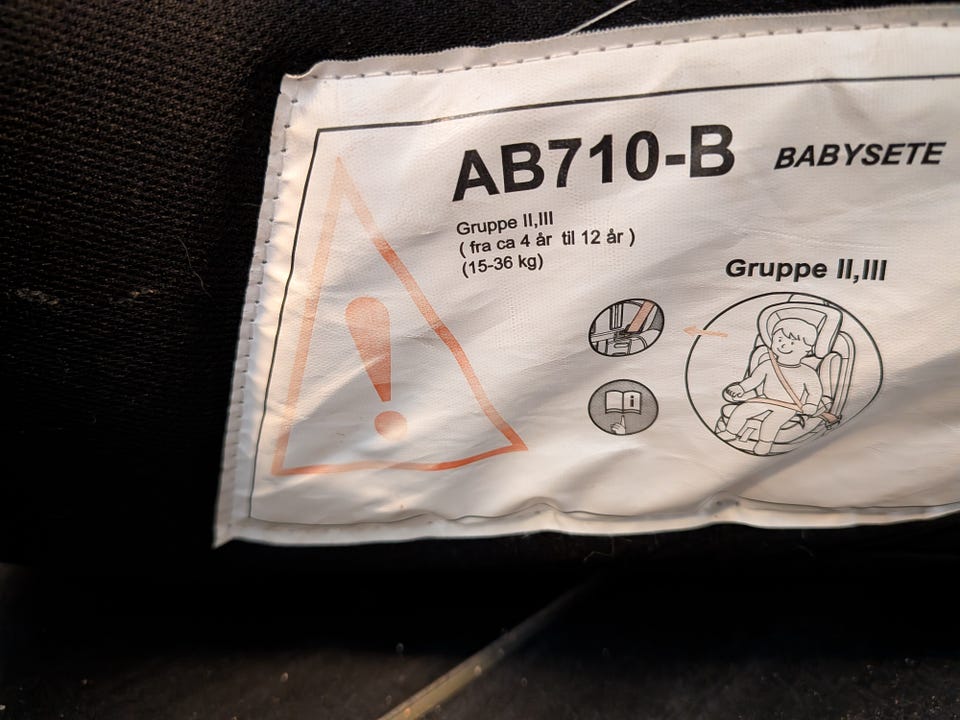 AB710-B BABYSETE
Gruppe II,III
( fra ca 4 år til 12 år )
(15-36 kg)
Gruppe II,III